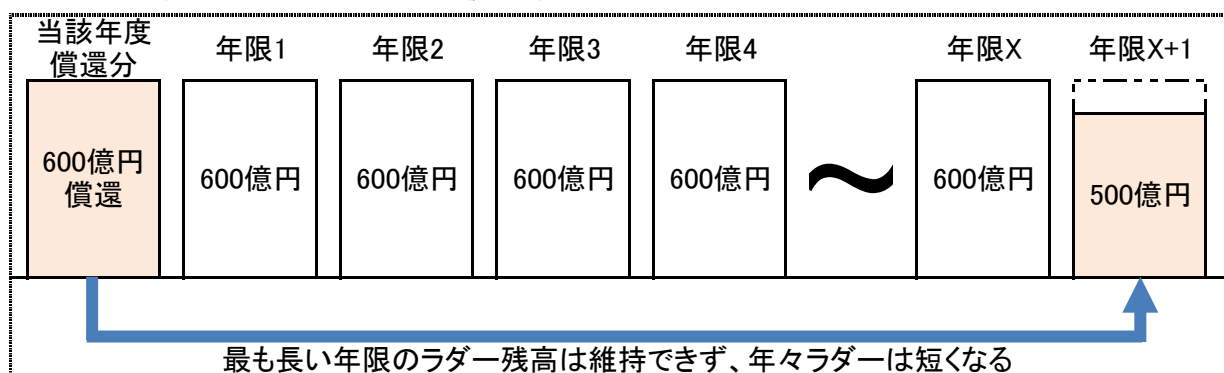 当該年度
償還分
年限1
年限2
年限3
年限4
年限X
年限X+1
600億円
償還
600億円
600億円
600億円
600億円
～
600億円
500億円
最も長い年限のラダー残高は維持できず、年々ラダーは短くなる